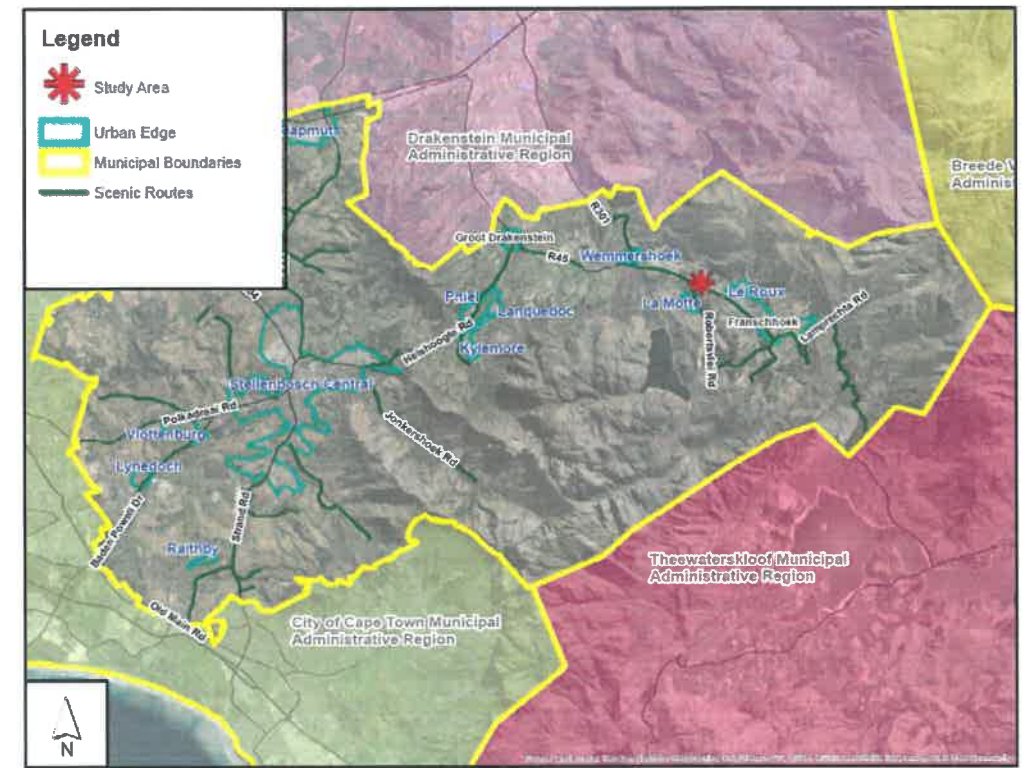 Legend
Study Area
Urban Edge
Municipal Boundaries
Scenic Routes
Drakenstein Municipal
Administrative Region
Breede
Adminis
R301
Groot Drakenstein
R45
Wemmershoek
Pniel
Lanquedoc
La Motte
Le Roux
Franschhoek
Lamprechts Rd
Robertsvlei Rd
Helshoogte Rd
Kylemore
Stellenbosch Central
Polkadraai Rd
Vlottenburg
Jonkershoek Rd
Lynedoch
Baden Powell Dr
Strand Rd
Raithby
Old Main Rd
Theewaterskloof Municipal
Administrative Region
City of Cape Town Municipal
Administrative Region
N